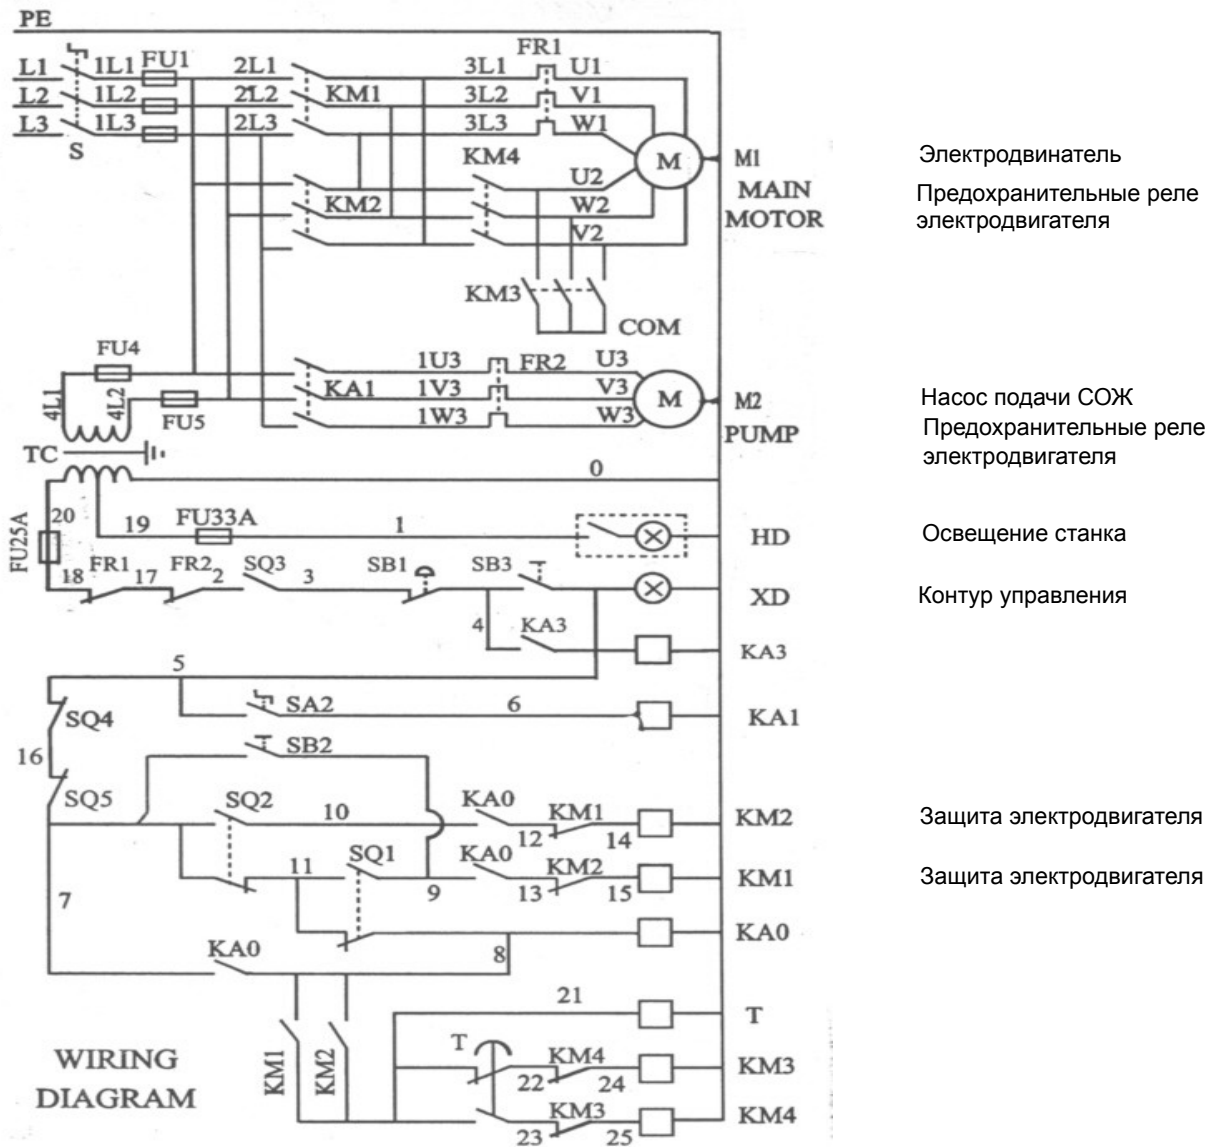 PE
L1 1L1 FU1 2L1 3L1 FR1 U1
L2 1L2 2L2 KM1 3L2 V1
L3 1L3 2L3 3L3 W1
S KM4 M M1
Электродвинатель
KM2 U2 MAIN
Предохранительные реле
W2 MOTOR
электродвигателя
V2
KM3
COM
FU4 1U3 FR2 U3
4L1 4L2 FU5 KA1 1V3 V3 M M2
Насос подачи СОЖ
1W3 W3 PUMP
Предохранительные реле
TC электродвигателя
0
FU25A 20 19 FU33A 1 HD
Освещение станка
18 FR1 17 FR2 2 SQ3 3 SB1 SB3 XD
Контур управления
4 KA3 KA3
5
SQ4 SA2 6 KA1
16 SB2
SQ5 SQ2 10 KA0 12 KM1 14 KM2
Защита электродвигателя
7 11 SQ1 9 KA0 13 KM2 15 KM1
Защита электродвигателя
KA0 8 KA0
21 T
WIRING KM1 KM2 T 22 KM4 24 KM3
DIAGRAM 23 KM3 25 KM4